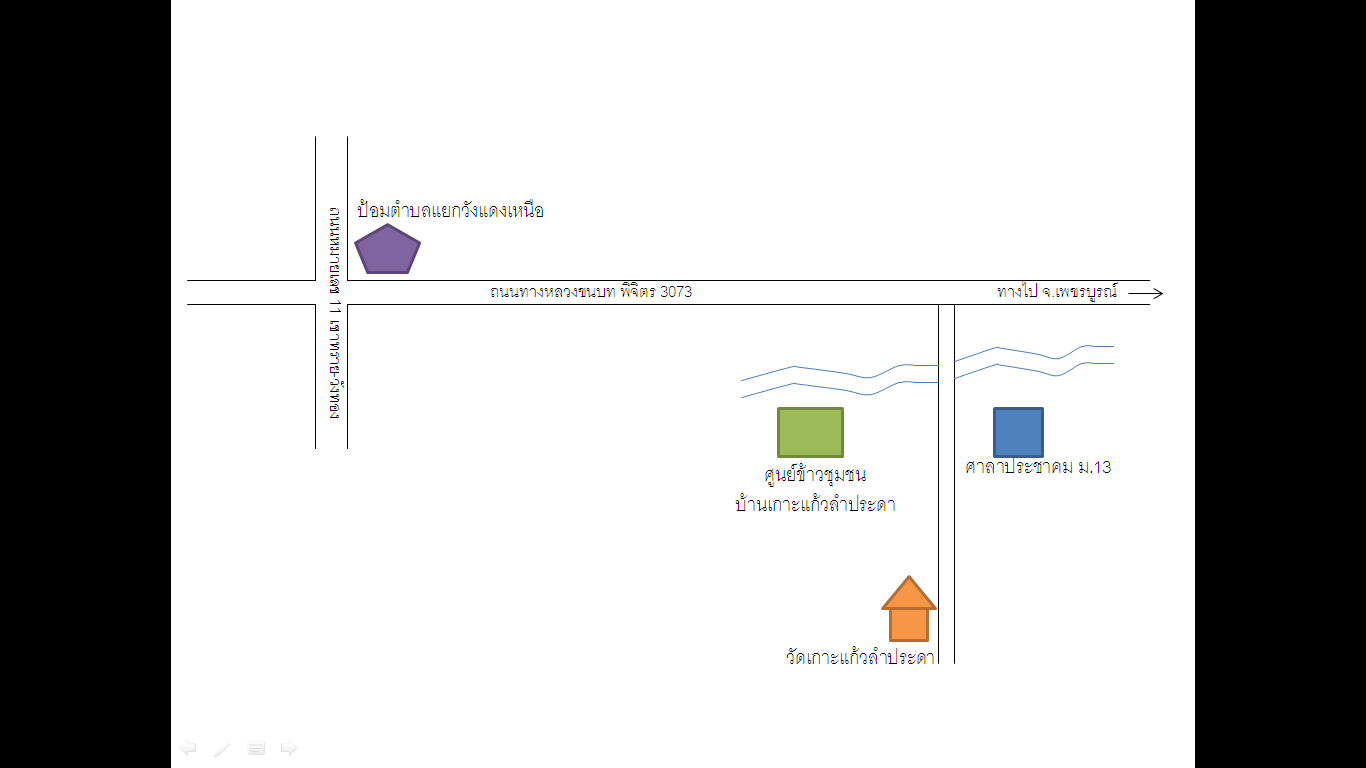 ป้อมตำบลแยกวังแดงเหนือ
ถนนหมายเลข 11 เขาทราย-วังทอง
ถนนทางหลวงชนบท พิจิตร 3073
ทางไป จ.เพชรบูรณ์
ศูนย์ข้าวชุมชน
บ้านเกาะแก้วลำประดา
ศาลาประชาคม ม.13
วัดเกาะแก้วลำประดา